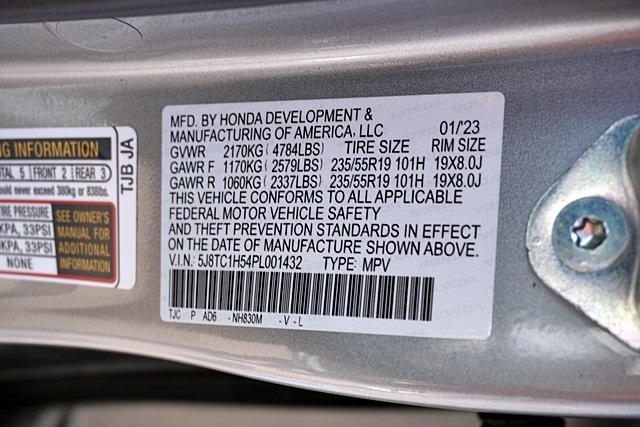 NG INFORMATION
TAL 5 FRONT 2 REAR 3
ould never exceed 380kg or 838lbs.
IRE PRESSURE SEE OWNER'S
KPA, 33PSI MANUAL FOR
KPA, 33PSI ADDITIONAL
NONE INFORMATION
TJB JA
MFD. BY HONDA DEVELOPMENT &
MANUFACTURING OF AMERICA, LLC 01/'23
GVWR 2170KG ( 4784LBS) TIRE SIZE RIM SIZE
GAWR F 1170KG ( 2579LBS) 235/55R19 101H 19X8.0J
GAWR R 1060KG ( 2337LBS) 235/55R19 101H 19X8.0J
THIS VEHICLE CONFORMS TO ALL APPLICABLE
FEDERAL MOTOR VEHICLE SAFETY
AND THEFT PREVENTION STANDARDS IN EFFECT
ON THE DATE OF MANUFACTURE SHOWN ABOVE.
V.I.N.: 5J8TC1H54PL001432 TYPE: MPV
TJC P AD6 - NH830M - V - L